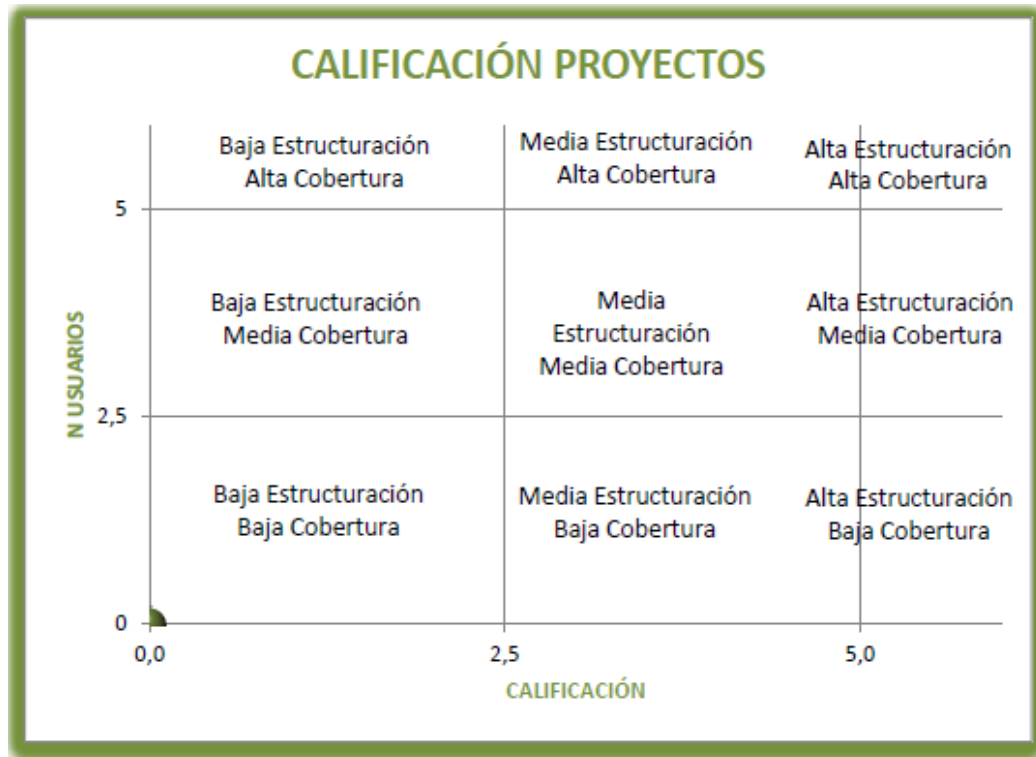 CALIFICACIÓN PROYECTOS
Baja Estructuración
Alta Cobertura
Media Estructuración
Alta Cobertura
Alta Estructuración
Alta Cobertura
5
Baja Estructuración
Media Cobertura
Media
Estructuración
Media Cobertura
Alta Estructuración
Media Cobertura
N USUARIOS
2,5
Baja Estructuración
Baja Cobertura
Media Estructuración
Baja Cobertura
Alta Estructuración
Baja Cobertura
0
0,0
2,5
5,0
CALIFICACIÓN